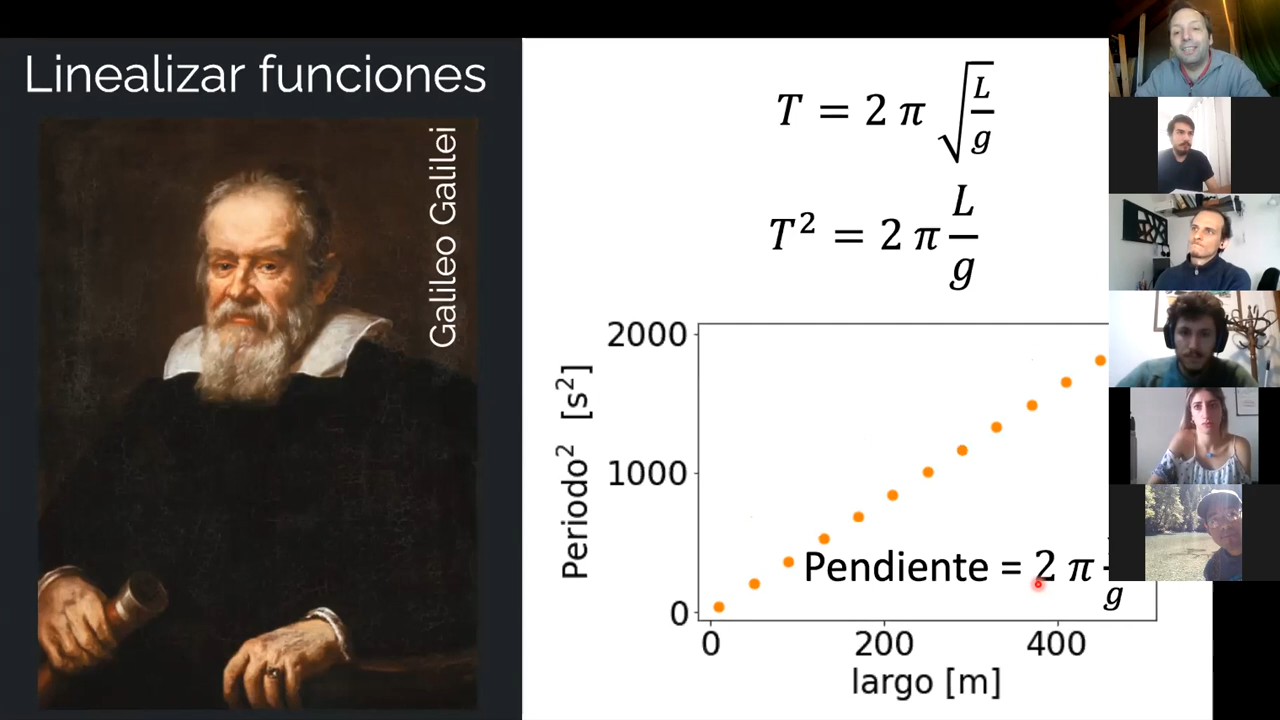 Linealizar funciones
Galileo Galilei
T = 2 π √(L/g)
T² = 2 π L/g
2000
1000
0
Periodo² [s²]
Pendiente = 2 π
g
0 200 400
largo [m]